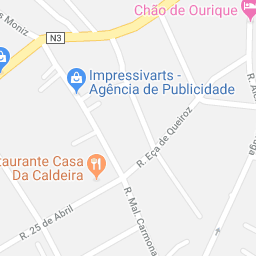 Chão de Ourique
s Moniz
N3
Impressivarts -
Agência de Publicidade
R. Eça de Queiroz
aurante Casa
Da Caldeira
R. 25 de Abril
R. Mal. Carmona